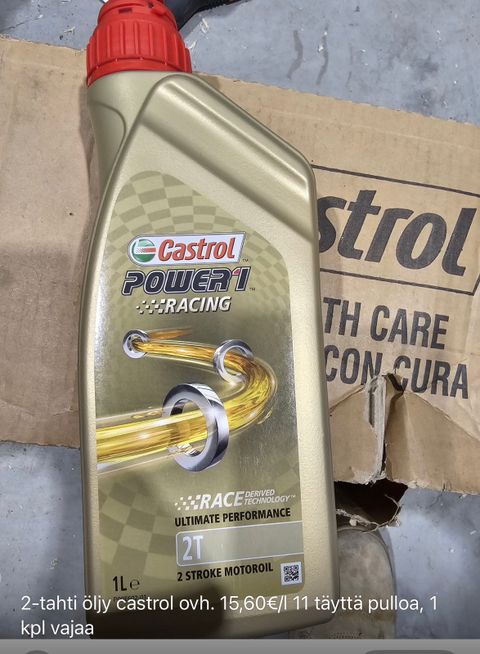 Castrol
POWER1
RACING
RACE DERIVED TECHNOLOGY™
ULTIMATE PERFORMANCE
2T
1L e
2 STROKE MOTOROIL
strol
TH CARE
CON CURA
2-tahti öljy castrol ovh. 15,60€/l 11 täyttä pulloa, 1
kpl vajaa